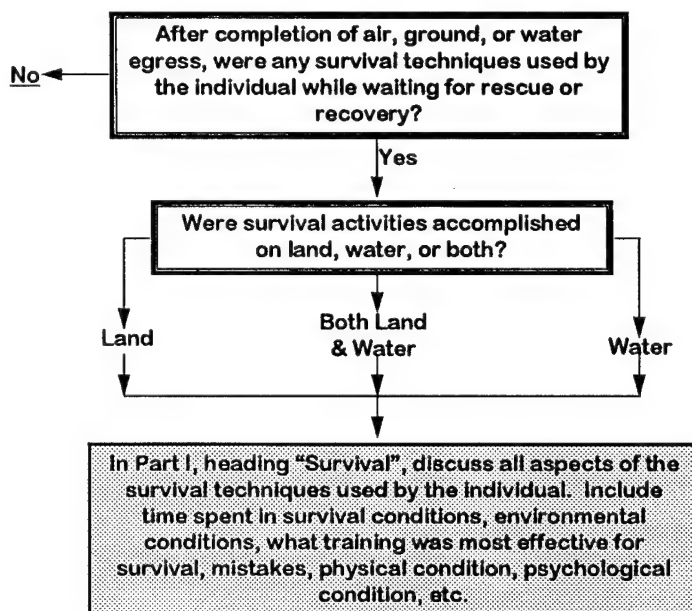 After completion of air, ground, or water
egress, were any survival techniques used by
the individual while waiting for rescue or
recovery?
No
Yes
Were survival activities accomplished
on land, water, or both?
Land
Both Land
& Water
Water
In Part I, heading “Survival”, discuss all aspects of the
survival techniques used by the individual. Include
time spent in survival conditions, environmental
conditions, what training was most effective for
survival, mistakes, physical condition, psychological
condition, etc.